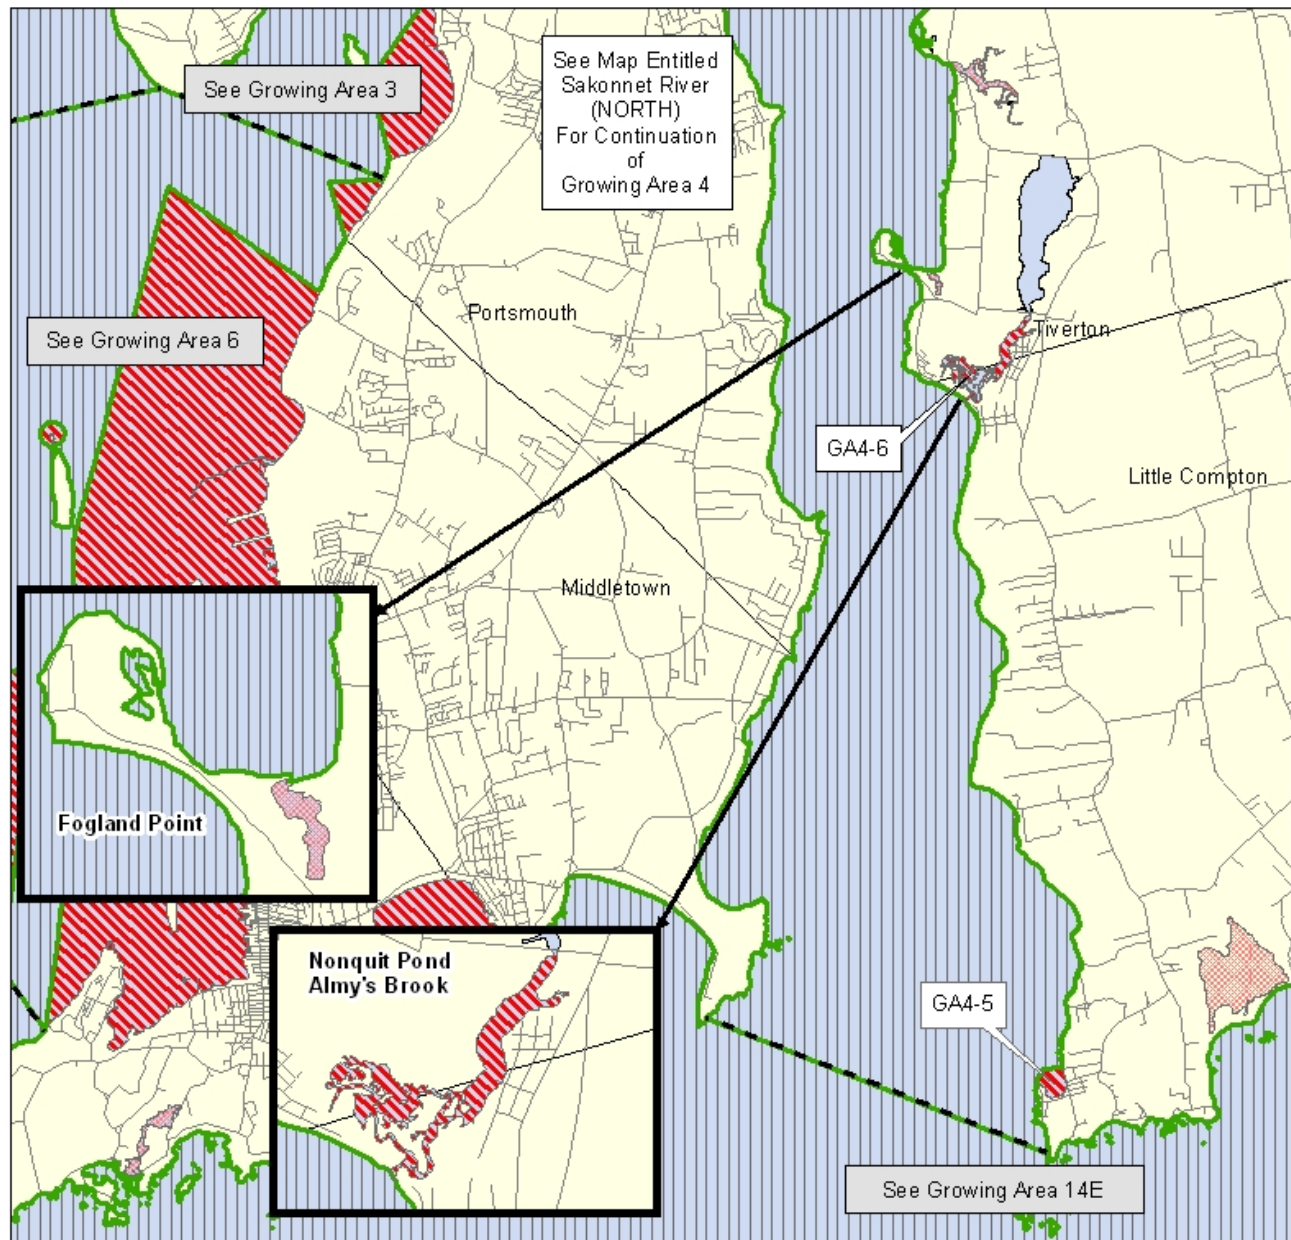 See Growing Area 3
See Map Entitled
Sakonnet River
(NORTH)
For Continuation
of
Growing Area 4
Portsmouth
See Growing Area 6
Tiverton
GA4-6
Little Compton
Middletown
Fogland Point
Nonquit Pond
Almy's Brook
GA4-5
See Growing Area 14E